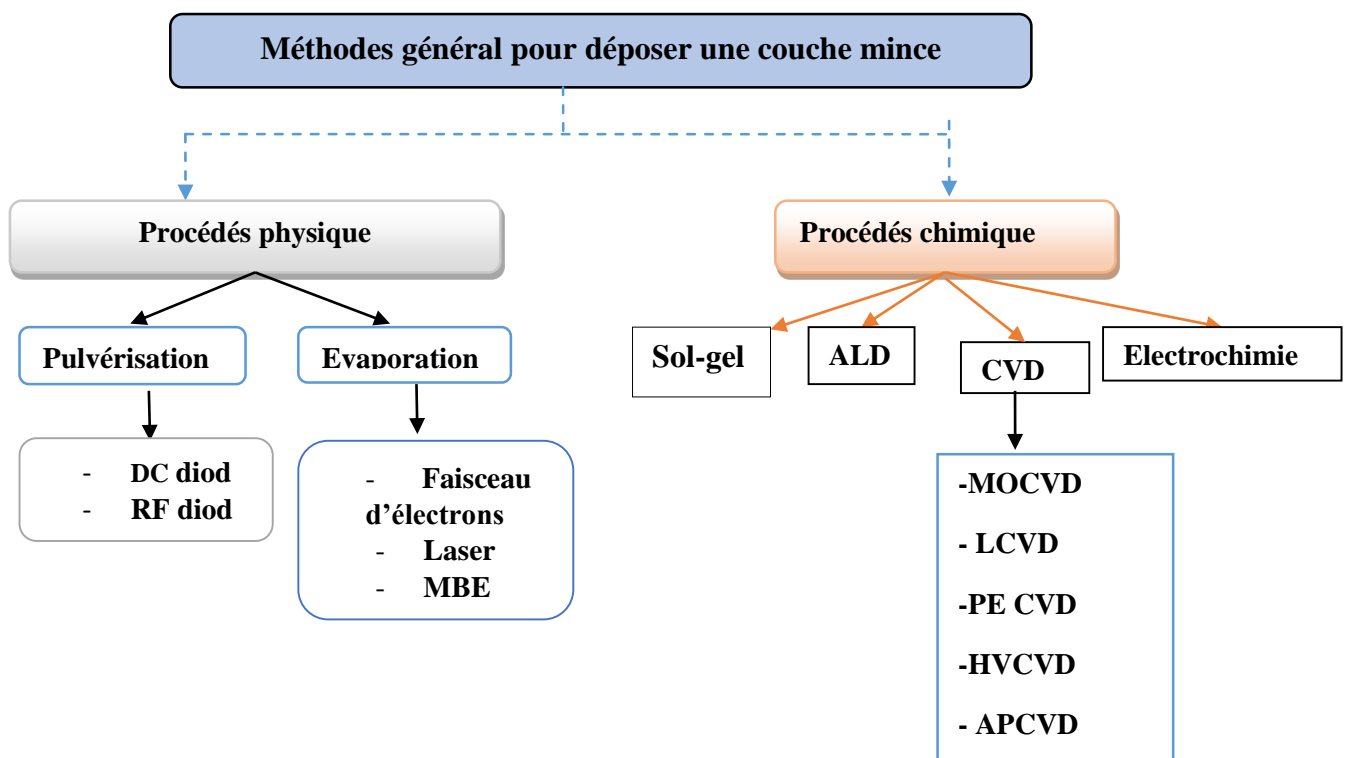 Méthodes général pour déposer une couche mince
Procédés physique
Procédés chimique
Pulvérisation
Evaporation
Sol-gel
ALD
CVD
Electrochimie
- DC diod
- RF diod
- Faisceau
d’électrons
- Laser
- MBE
-MOCVD
- LCVD
-PE CVD
-HVCVD
- APCVD